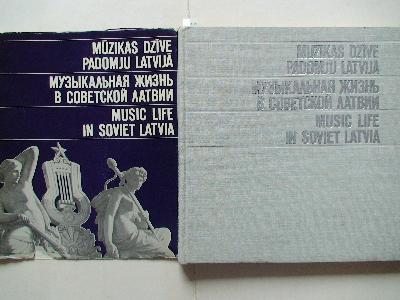 MŪZIKAS DZĪVE
PADOMJU LATVIJĀ
МУЗЫКАЛЬНАЯ ЖИЗНЬ
В СОВЕТСКОЙ ЛАТВИИ
MUSIC LIFE
IN SOVIET LATVIA
MŪZIKAS DZĪVE
PADOMJU LATVIJĀ
МУЗЫКАЛЬНАЯ ЖИЗНЬ
В СОВЕТСКОЙ ЛАТВИИ
MUSIC LIFE
IN SOVIET LATVIA